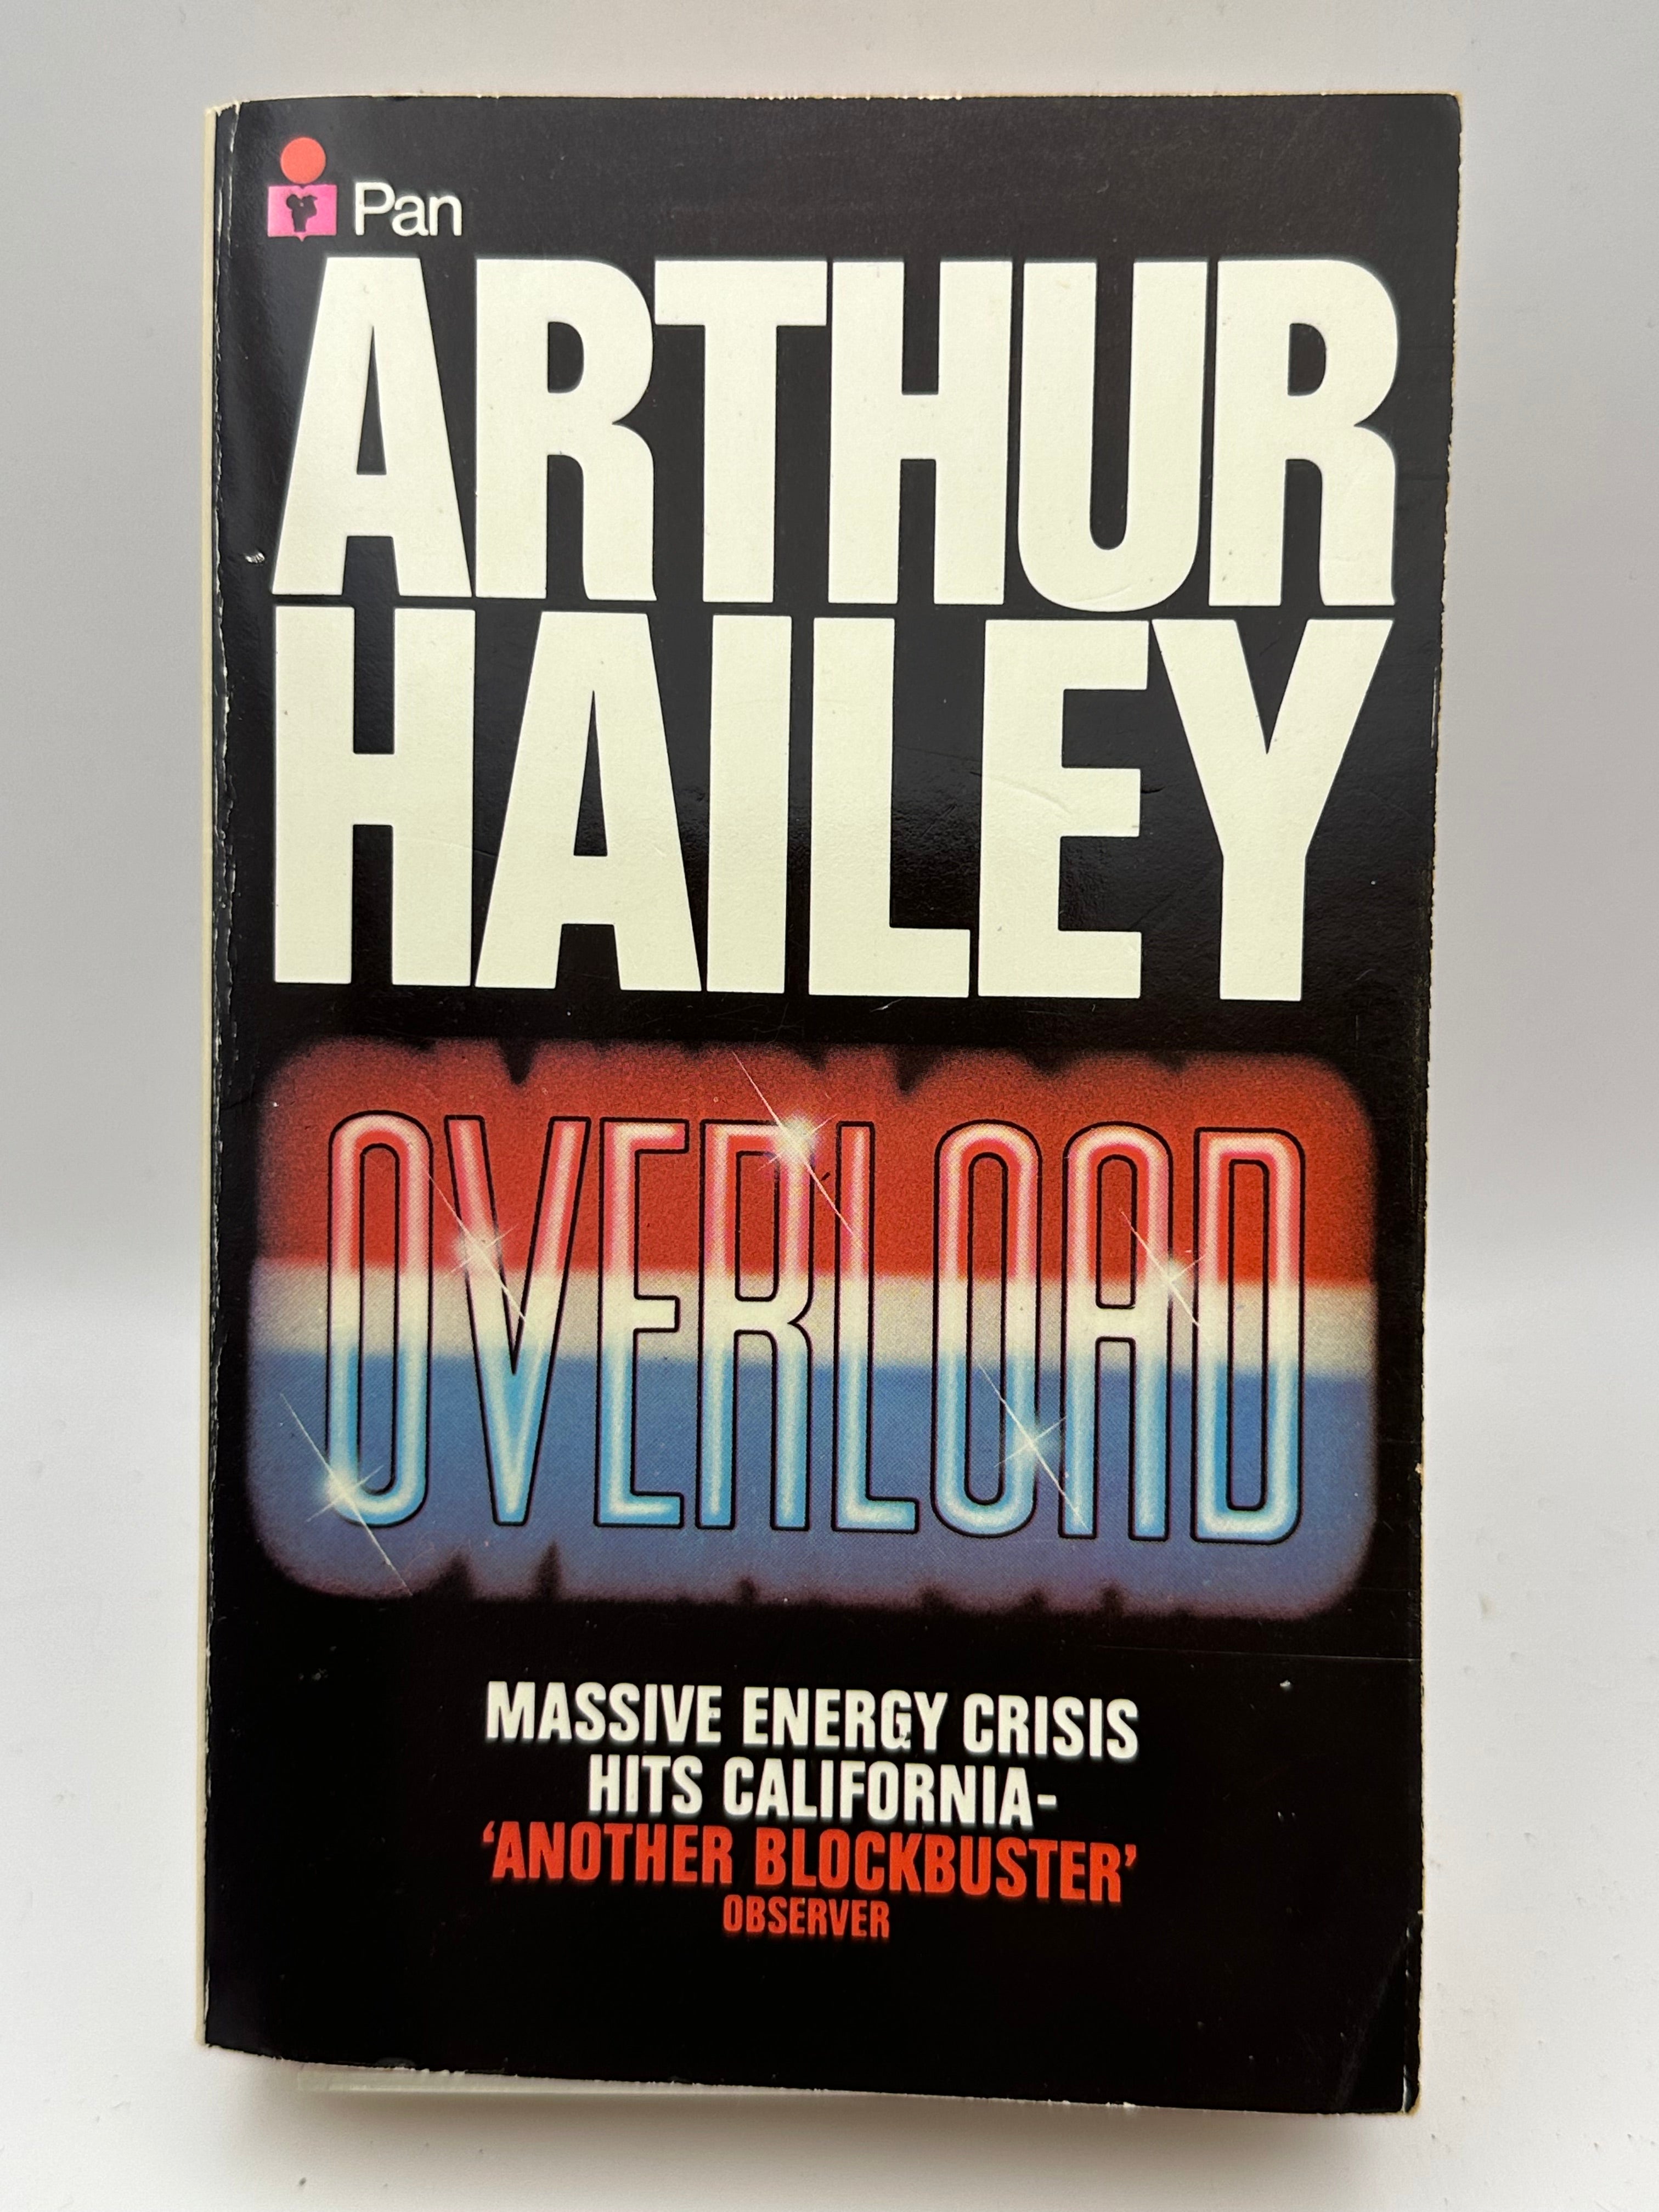 Pan
ARTHUR
HAILEY
OVERLOAD
MASSIVE ENERGY CRISIS
HITS CALIFORNIA-
‘ANOTHER BLOCKBUSTER’
OBSERVER